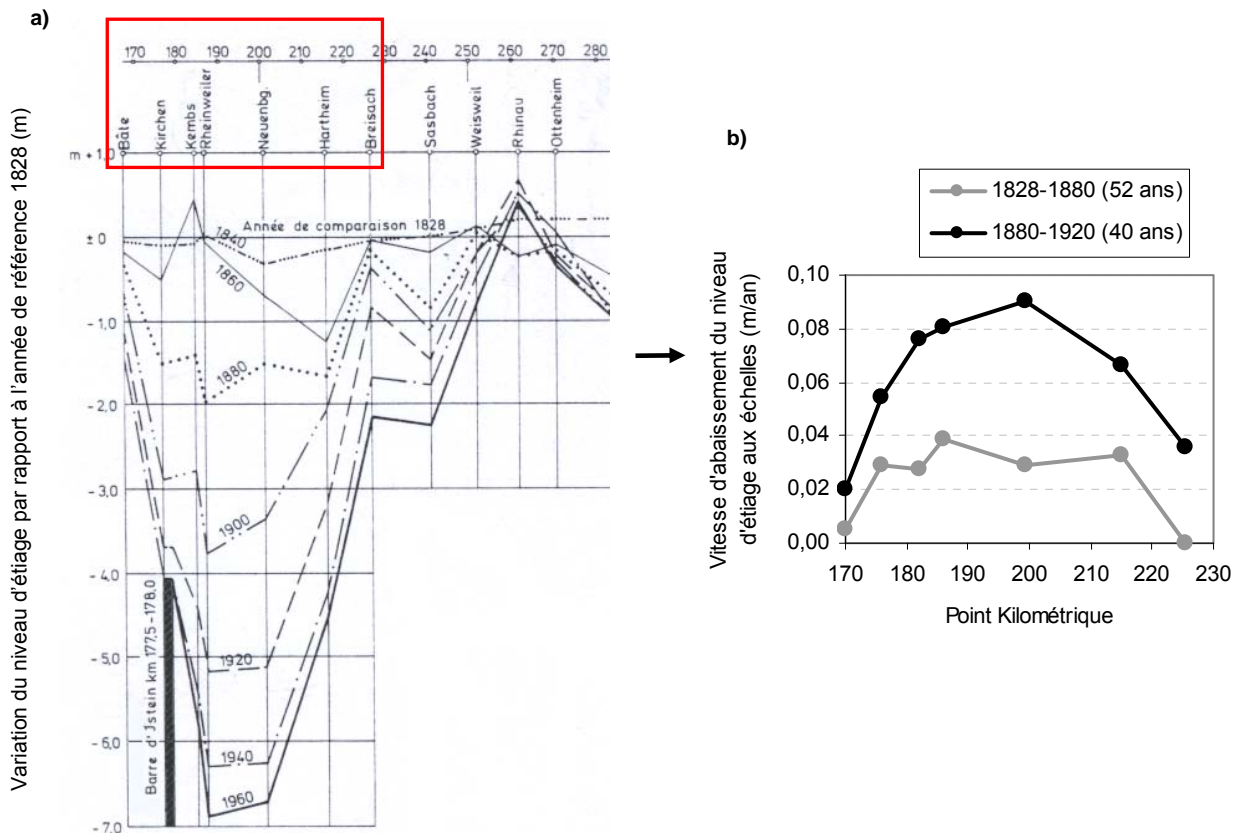 a)
Variation du niveau d'étiage par rapport à l'année de référence 1828 (m)
170 180 190 200 210 220 230 240 250 260 270 280
Bâle
Kirchen
Kembs
Rheinweiler
Neuenbg.
Hartheim
Breisach
Sasbach
Weisweil
Rhinau
Ottenheim
m +1,0
± 0
-1,0
-2,0
-3,0
-4,0
-5,0
-6,0
-7,0
Année de comparaison 1828
1840
1860
1880
1900
1920
1940
1960
Barre d'Jstein km 177,5-178,0
b)
1828-1880 (52 ans)
1880-1920 (40 ans)
Vitesse d'abaissement du niveau
d'étiage aux échelles (m/an)
0,10
0,08
0,06
0,04
0,02
0,00
170 180 190 200 210 220 230
Point Kilométrique